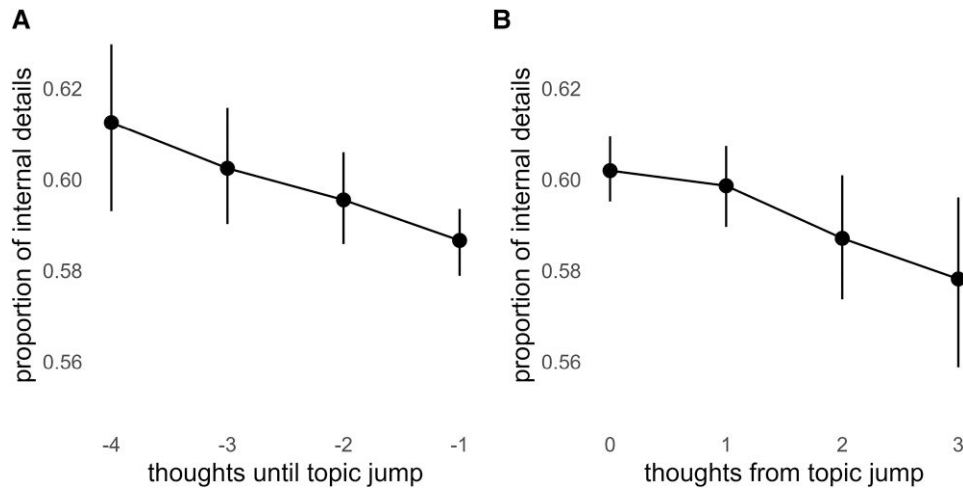 A
proportion of internal details
0.62
0.60
0.58
0.56
-4 -3 -2 -1
thoughts until topic jump
B
proportion of internal details
0.62
0.60
0.58
0.56
0 1 2 3
thoughts from topic jump